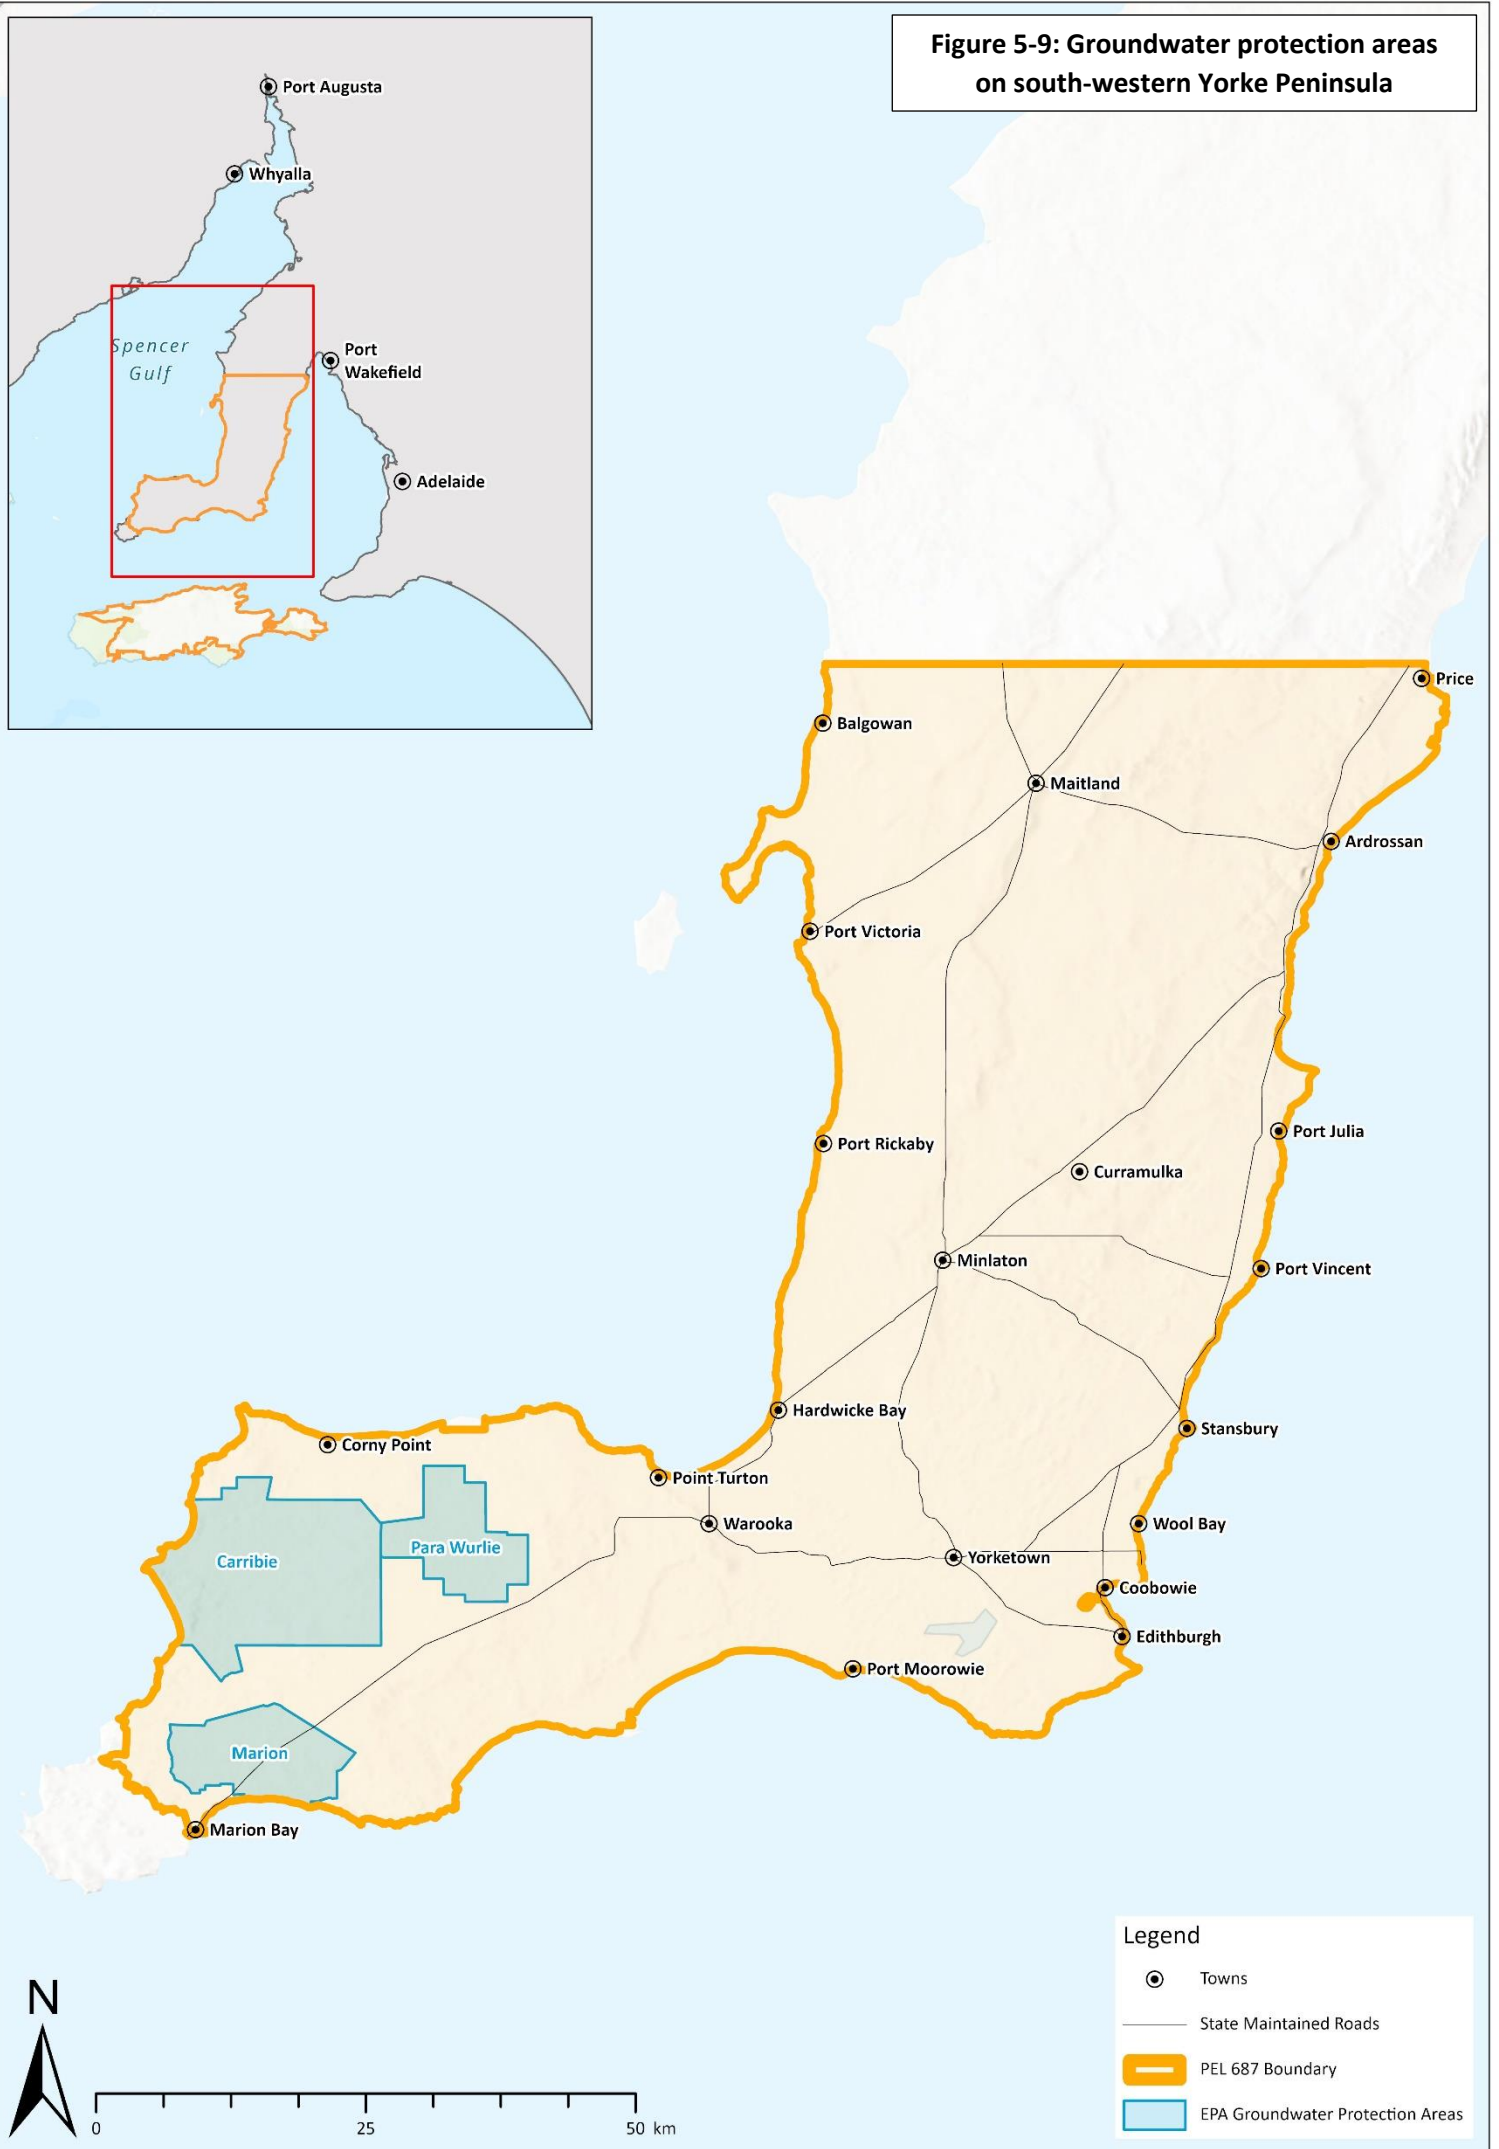 Figure 5-9: Groundwater protection areas
on south-western Yorke Peninsula
Port Augusta
Whyalla
Spencer
Gulf
Port
Wakefield
Adelaide
Price
Balgowan
Maitland
Ardrossan
Port Victoria
Port Rickaby
Port Julia
Curramulka
Minlaton
Port Vincent
Hardwicke Bay
Stansbury
Corny Point
Point Turton
Warooka
Wool Bay
Para Wurlie
Carribie
Yorketown
Coobowie
Edithburgh
Port Moorowie
Marion
Marion Bay
Legend
Towns
State Maintained Roads
PEL 687 Boundary
EPA Groundwater Protection Areas
N
0 25 50 km